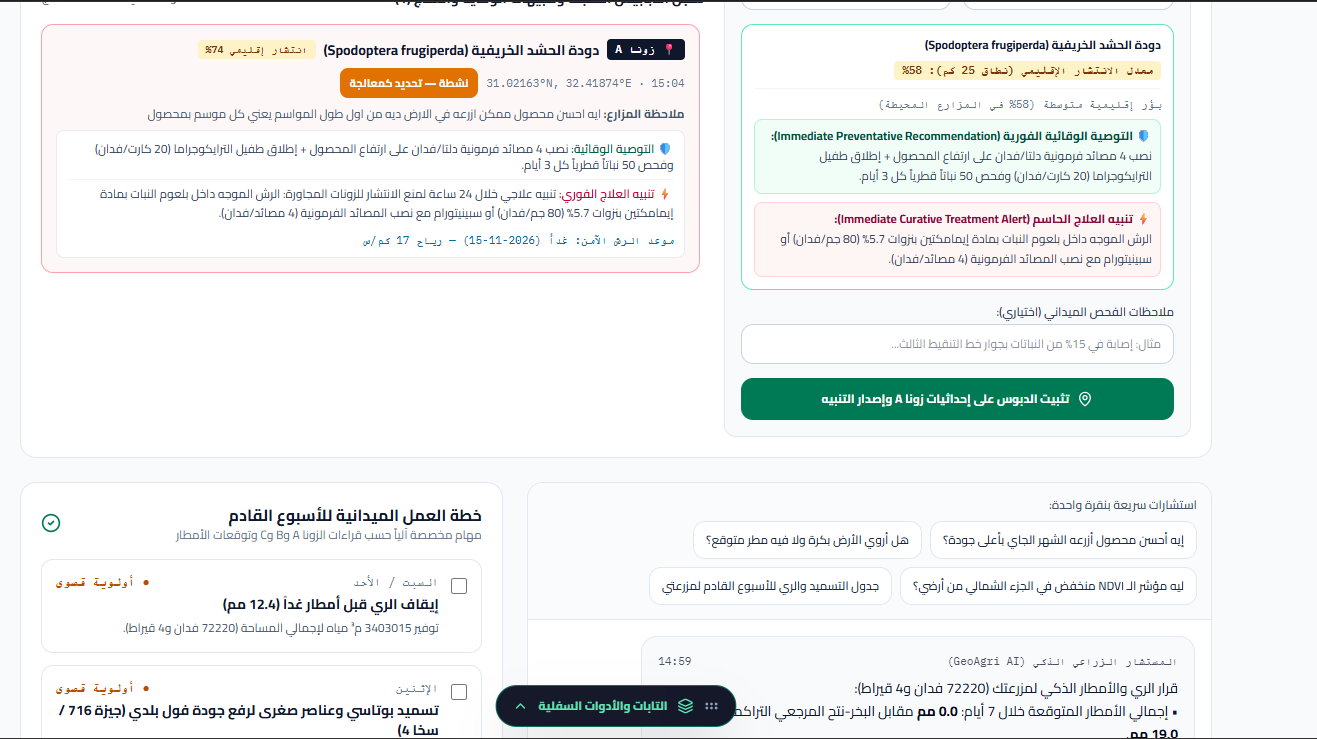 دودة الحشد الخريفية (Spodoptera frugiperda)
معدل الانتشار الإقليمي (نطاق 25 كم): 58%
بؤر إقليمية متوسطة (58% في المزارع المحيطة)
التوصية الوقائية الفورية (Immediate Preventative Recommendation):
نصب 4 مصائد فرمونية دلتا/فدان على ارتفاع المحصول + إطلاق طفيل
الترايكوجراما (20 كارت/فدان) وفحص 50 نباتاً قطرياً كل 3 أيام.
تنبيه العلاج الحاسم (Immediate Curative Treatment Alert):
الرش الموجه داخل بلعوم النبات بمادة إيمامكتين بنزوات 5.7% (80 جم/فدان) أو
سبينيتورام مع نصب المصائد الفرمونية (4 مصائد/فدان).
ملاحظات الفحص الميداني (اختياري):
مثال: إصابة في 15% من النباتات بجوار خط التنقيط الثالث...
تثبيت الدبوس على إحداثيات زونا A وإصدار التنبيه
زونا A
دودة الحشد الخريفية (Spodoptera frugiperda)
انتشار إقليمي 74%
31.02163°N, 32.41874°E · 15:04
نشطة — تحديد كمعالجة
ملاحظة المزارع: ايه احسن محصول ممكن ازرعه في الارض ديه من اول طول المواسم يعني كل موسم بمحصول
التوصية الوقائية: نصب 4 مصائد فرمونية دلتا/فدان على ارتفاع المحصول + إطلاق طفيل الترايكوجراما (20 كارت/فدان)
وفحص 50 نباتاً قطرياً كل 3 أيام.
تنبيه العلاج الفوري: تنبيه علاجي خلال 24 ساعة لمنع الانتشار للزونات المجاورة: الرش الموجه داخل بلعوم النبات بمادة
إيمامكتين بنزوات 5.7% (80 جم/فدان) أو سبينيتورام مع نصب المصائد الفرمونية (4 مصائد/فدان).
موعد الرش الآمن: غداً (2026-11-15) — رياح 17 كم/س
استشارات سريعة بنقرة واحدة:
إيه أحسن محصول أزرعه الشهر الجاي بأعلى جودة؟
هل أروي الأرض بكرة ولا فيه مطر متوقع؟
ليه مؤشر الـ NDVI منخفض في الجزء الشمالي من أرضي؟
جدول التسميد والري للأسبوع القادم لمزرعتي
المستشار الزراعي الذكي (GeoAgri AI)
14:59
قرار الري والأمطار الذكي لمزرعتك (72220 فدان و4 قيراط):
• إجمالي الأمطار المتوقعة خلال 7 أيام: 0.0 مم مقابل البخر-نتح المرجعي التراكم
19.0 مم.
خطة العمل الميدانية للأسبوع القادم
مهام مخصصة آلياً حسب قراءات الزونا A وB وC وتوقعات الأمطار
السبت / الأحد
• أولوية قصوى
إيقاف الري قبل أمطار غداً (12.4 مم)
توفير 3403015 م³ مياه لإجمالي المساحة (72220 فدان و4 قيراط).
الإثنين
• أولوية قصوى
تسميد بوتاسي وعناصر صغرى لرفع جودة فول بلدي (جيزة 716 /
سخا 4)
التابات والأدوات السفلية